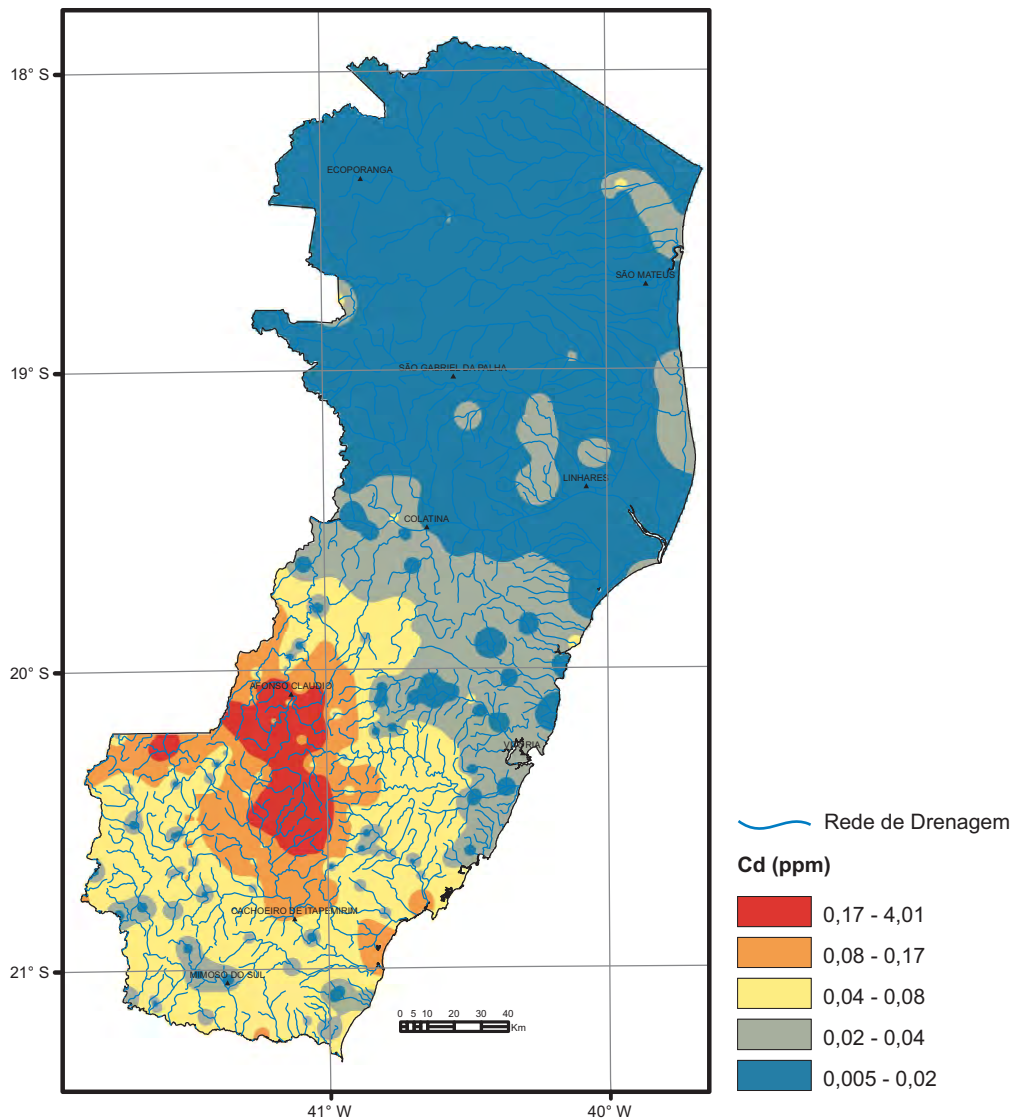 18° S
ECOPORANGA
SÃO MATEUS
19° S
SÃO GABRIEL DA PALHA
LINHARES
COLATINA
20° S
AFONSO CLAUDIO
VITÓRIA
CACHOEIRO DE ITAPEMIRIM
21° S
MIMOSO DO SUL
0 5 10 20 30 40
Km
41° W
40° W
Rede de Drenagem
Cd (ppm)
0,17 - 4,01
0,08 - 0,17
0,04 - 0,08
0,02 - 0,04
0,005 - 0,02